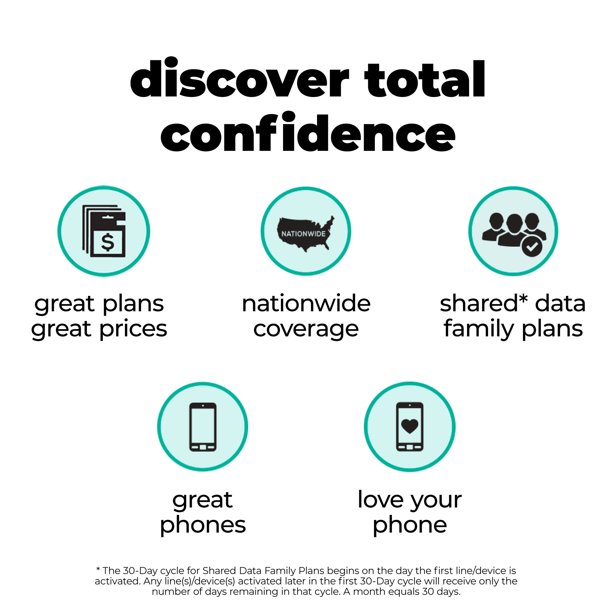 discover total
confidence
$
NATIONWIDE
great plans
great prices
nationwide
coverage
shared* data
family plans
great
phones
love your
phone
* The 30-Day cycle for Shared Data Family Plans begins on the day the first line/device is
activated. Any line(s)/device(s) activated later in the first 30-Day cycle will receive only the
number of days remaining in that cycle. A month equals 30 days.